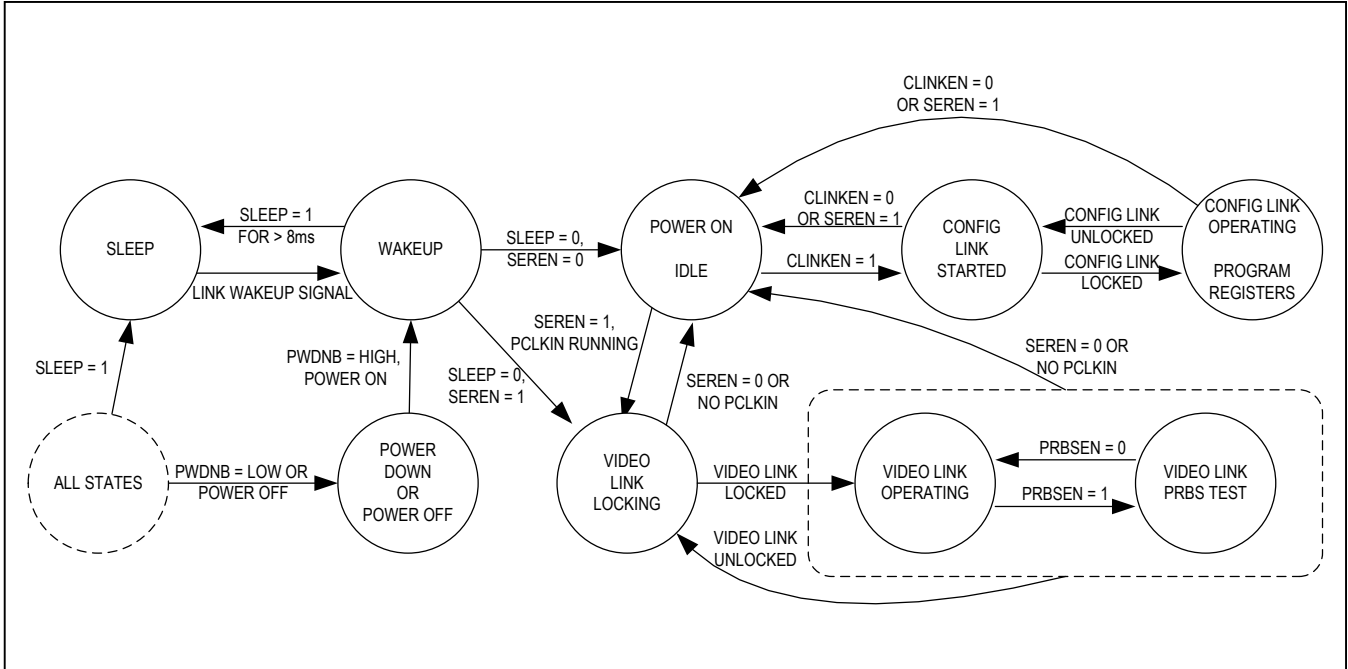 CLINKEN = 0
OR SEREN = 1
SLEEP
SLEEP = 1
FOR > 8ms
LINK WAKEUP SIGNAL
WAKEUP
SLEEP = 0,
SEREN = 0
POWER ON
IDLE
CLINKEN = 0
OR SEREN = 1
CLINKEN = 1
CONFIG
LINK
STARTED
CONFIG LINK
UNLOCKED
CONFIG LINK
LOCKED
CONFIG LINK
OPERATING
PROGRAM
REGISTERS
SLEEP = 1
PWDNB = HIGH,
POWER ON
SLEEP = 0,
SEREN = 1
SEREN = 1,
PCLKIN RUNNING
SEREN = 0 OR
NO PCLKIN
SEREN = 0 OR
NO PCLKIN
ALL STATES
PWDNB = LOW OR
POWER OFF
POWER
DOWN
OR
POWER OFF
VIDEO
LINK
LOCKING
VIDEO LINK
LOCKED
VIDEO LINK
UNLOCKED
VIDEO LINK
OPERATING
PRBSEN = 0
PRBSEN = 1
VIDEO LINK
PRBS TEST